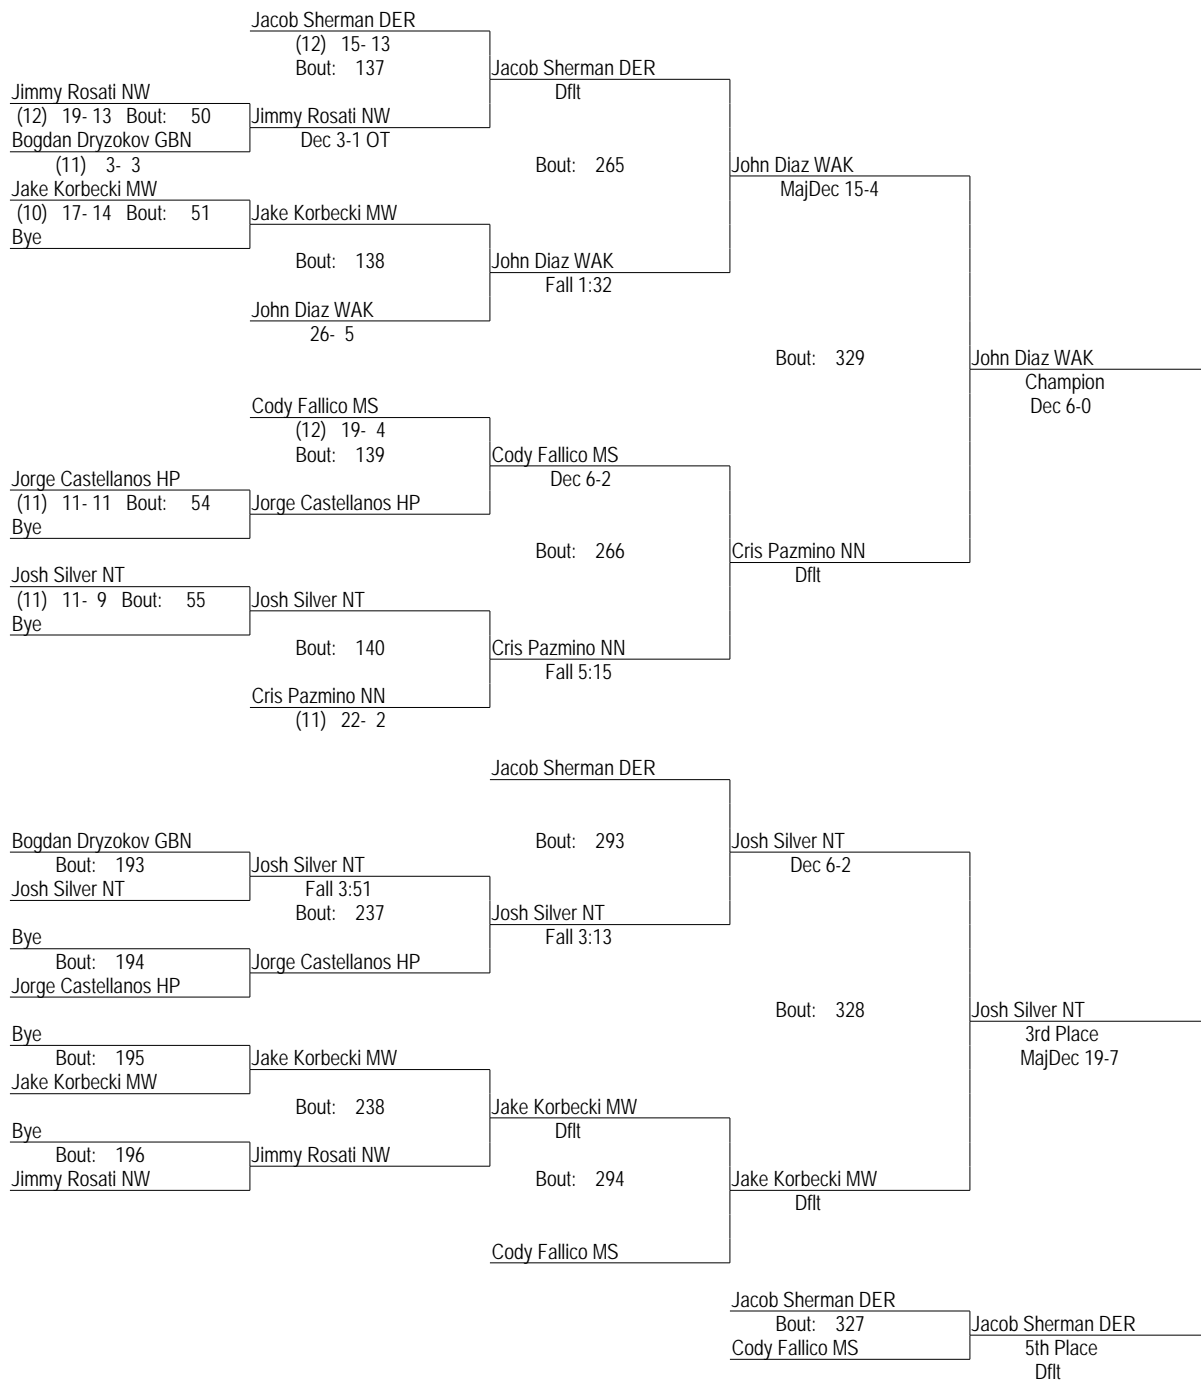 Jacob Sherman DER
(12) 15- 13
Bout: 137
Jacob Sherman DER
Dflt
Jimmy Rosati NW
(12) 19- 13 Bout: 50
Jimmy Rosati NW
Dec 3-1 OT
Bogdan Dryzokov GBN
(11) 3- 3
Bout: 265
John Diaz WAK
MajDec 15-4
Jake Korbecki MW
(10) 17- 14 Bout: 51
Jake Korbecki MW
Bye
Bout: 138
John Diaz WAK
Fall 1:32
John Diaz WAK
26- 5
Bout: 329
John Diaz WAK
Champion
Dec 6-0
Cody Fallico MS
(12) 19- 4
Bout: 139
Cody Fallico MS
Dec 6-2
Jorge Castellanos HP
(11) 11- 11 Bout: 54
Jorge Castellanos HP
Bye
Bout: 266
Cris Pazmino NN
Dflt
Josh Silver NT
(11) 11- 9 Bout: 55
Josh Silver NT
Bye
Bout: 140
Cris Pazmino NN
Fall 5:15
Cris Pazmino NN
(11) 22- 2
Jacob Sherman DER
Bogdan Dryzokov GBN
Bout: 293
Josh Silver NT
Dec 6-2
Bout: 193
Josh Silver NT
Fall 3:51
Josh Silver NT
Bout: 237
Josh Silver NT
Fall 3:13
Bye
Bout: 194
Jorge Castellanos HP
Jorge Castellanos HP
Bout: 328
Josh Silver NT
3rd Place
MajDec 19-7
Bye
Bout: 195
Jake Korbecki MW
Jake Korbecki MW
Bout: 238
Jake Korbecki MW
Dflt
Bye
Bout: 196
Jimmy Rosati NW
Jimmy Rosati NW
Bout: 294
Jake Korbecki MW
Dflt
Cody Fallico MS
Jacob Sherman DER
Bout: 327
Jacob Sherman DER
Cody Fallico MS
5th Place
Dflt